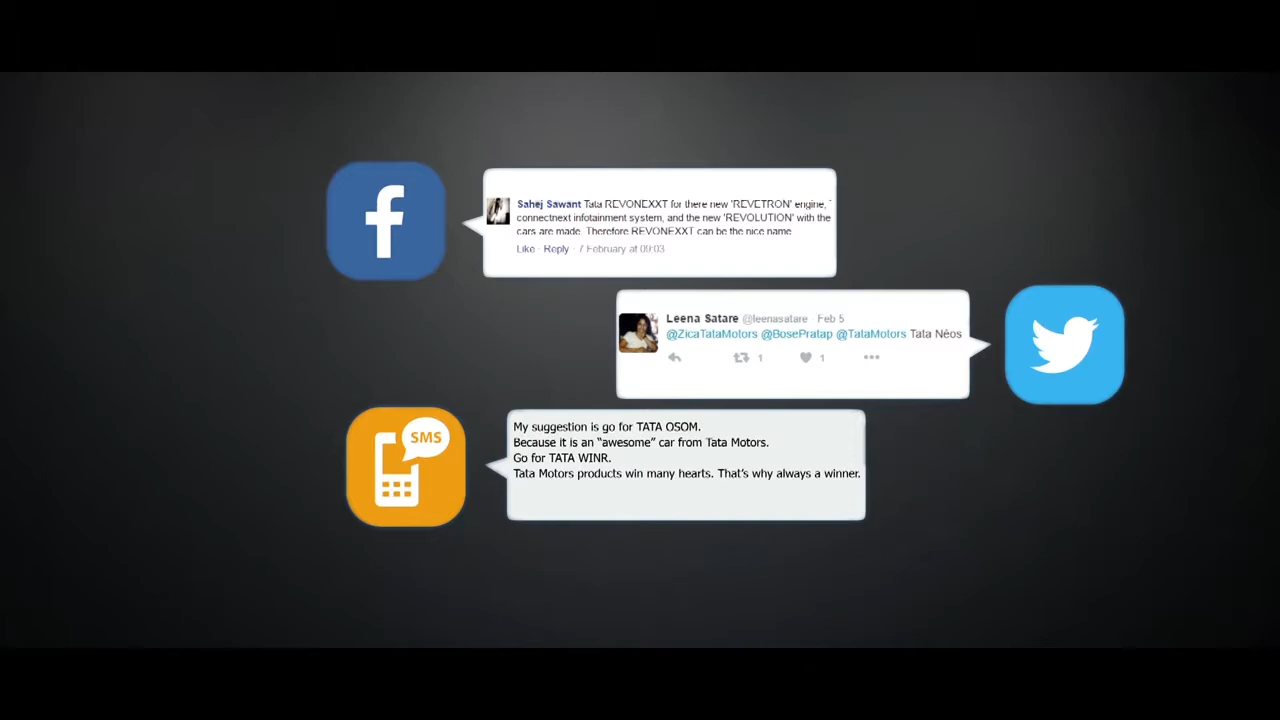 Sahej Sawant Tata REVONEXXT for there new 'REVETRON' engine,
connectnext infotainment system, and the new 'REVOLUTION' with the
cars are made. Therefore REVONEXXT can be the nice name
Like · Reply · 7 February at 09:03
Leena Satare @leenasatare · Feb 5
@ZicaTataMotors @BosePratap @TataMotors Tata Néos
1 1
SMS
My suggestion is go for TATA OSOM.
Because it is an “awesome” car from Tata Motors.
Go for TATA WINR.
Tata Motors products win many hearts. That’s why always a winner.